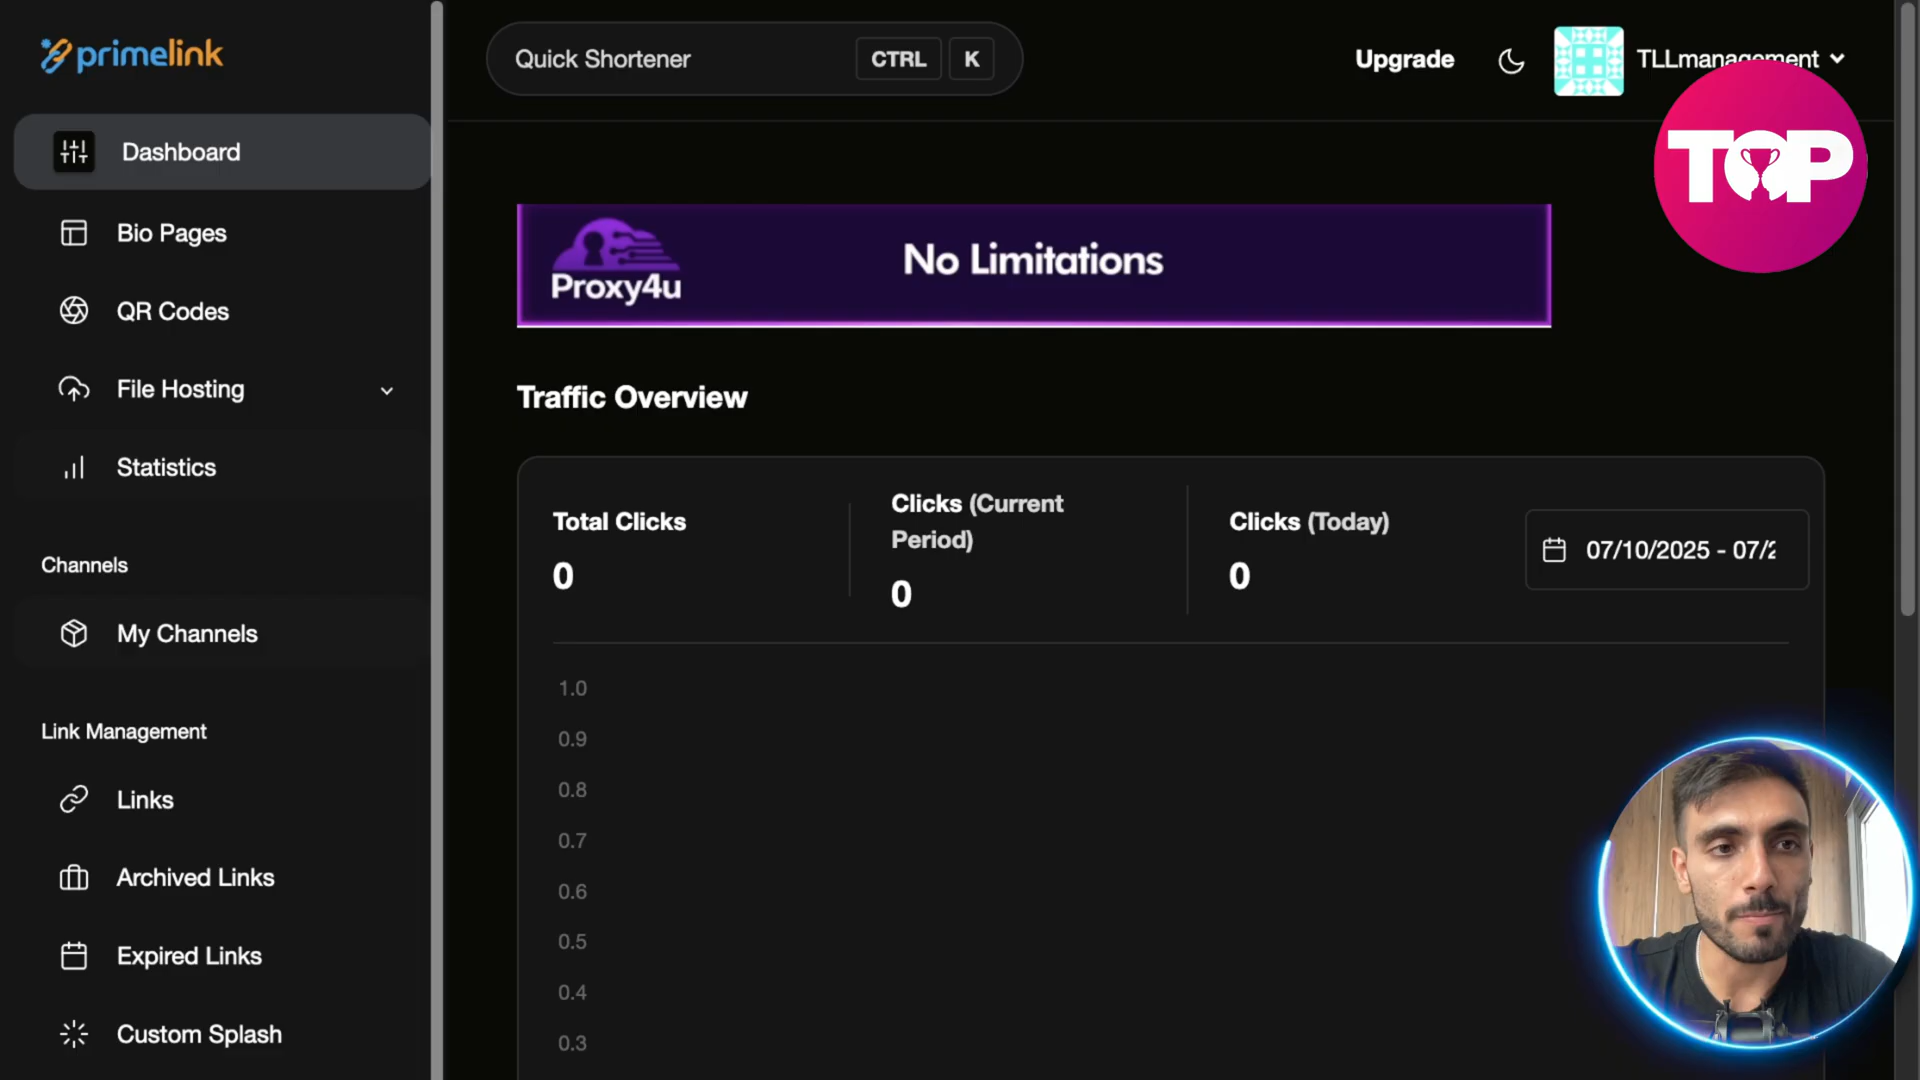 primelink
Quick Shortener
CTRL
K
Upgrade
TLLmanagement
TOP
Dashboard
Bio Pages
QR Codes
File Hosting
Statistics
Channels
My Channels
Link Management
Links
Archived Links
Expired Links
Custom Splash
Proxy4u
No Limitations
Traffic Overview
Total Clicks
0
Clicks (Current
Period)
0
Clicks (Today)
0
07/10/2025 - 07/2
1.0
0.9
0.8
0.7
0.6
0.5
0.4
0.3